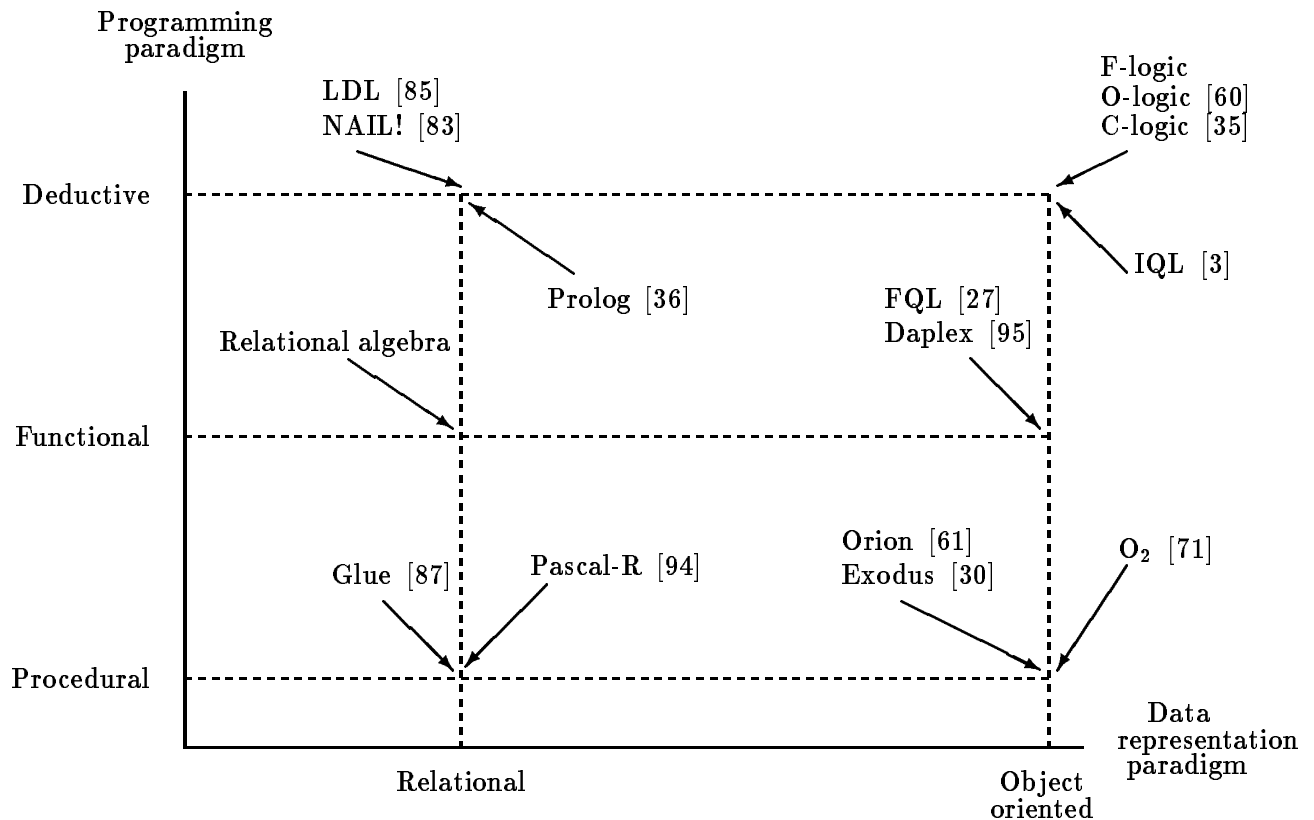 Programming
paradigm
LDL [85]
NAIL! [83]
F-logic
O-logic [60]
C-logic [35]
Deductive
IQL [3]
Prolog [36]
FQL [27]
Daplex [95]
Relational algebra
Functional
Orion [61]
Exodus [30]
O₂ [71]
Glue [87]
Pascal-R [94]
Procedural
Data
representation
paradigm
Relational
Object
oriented